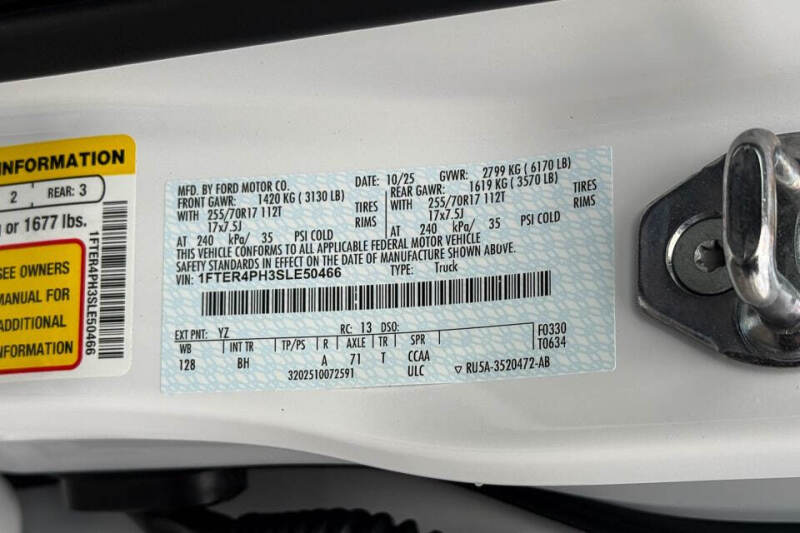 INFORMATION
2 REAR: 3
or 1677 lbs.
SEE OWNERS
MANUAL FOR
ADDITIONAL
INFORMATION
1FTER4PH3SLE50466
MFD. BY FORD MOTOR CO. DATE: 10/25 GVWR: 2799 KG ( 6170 LB)
FRONT GAWR: 1420 KG ( 3130 LB) REAR GAWR: 1619 KG ( 3570 LB)
WITH 255/70R17 112T TIRES WITH 255/70R17 112T TIRES
17x7.5J RIMS 17x7.5J RIMS
AT 240 kPa/ 35 PSI COLD AT 240 kPa/ 35 PSI COLD
THIS VEHICLE CONFORMS TO ALL APPLICABLE FEDERAL MOTOR VEHICLE
SAFETY STANDARDS IN EFFECT ON THE DATE OF MANUFACTURE SHOWN ABOVE.
VIN: 1FTER4PH3SLE50466 TYPE: Truck
EXT PNT: YZ RC: 13 DSO: F0330
WB INT TR TP/PS R AXLE TR SPR T0634
128 BH A 71 T CCAA
3202510072591 ULC ▽ RU5A-3520472-AB